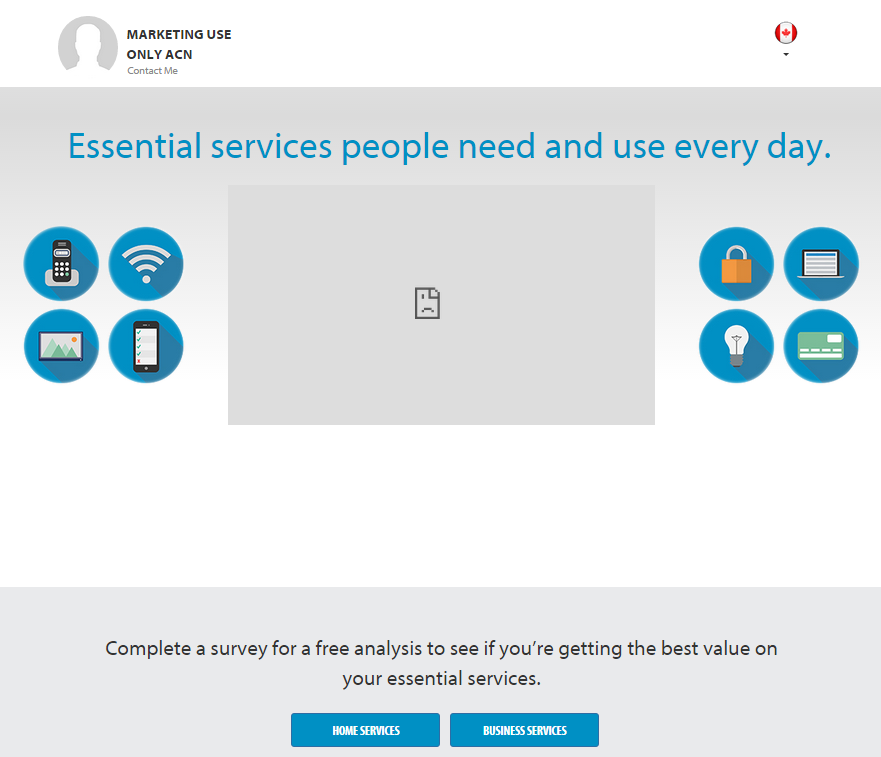 MARKETING USE
ONLY ACN
Contact Me
Essential services people need and use every day.
Complete a survey for a free analysis to see if you’re getting the best value on
your essential services.
HOME SERVICES
BUSINESS SERVICES